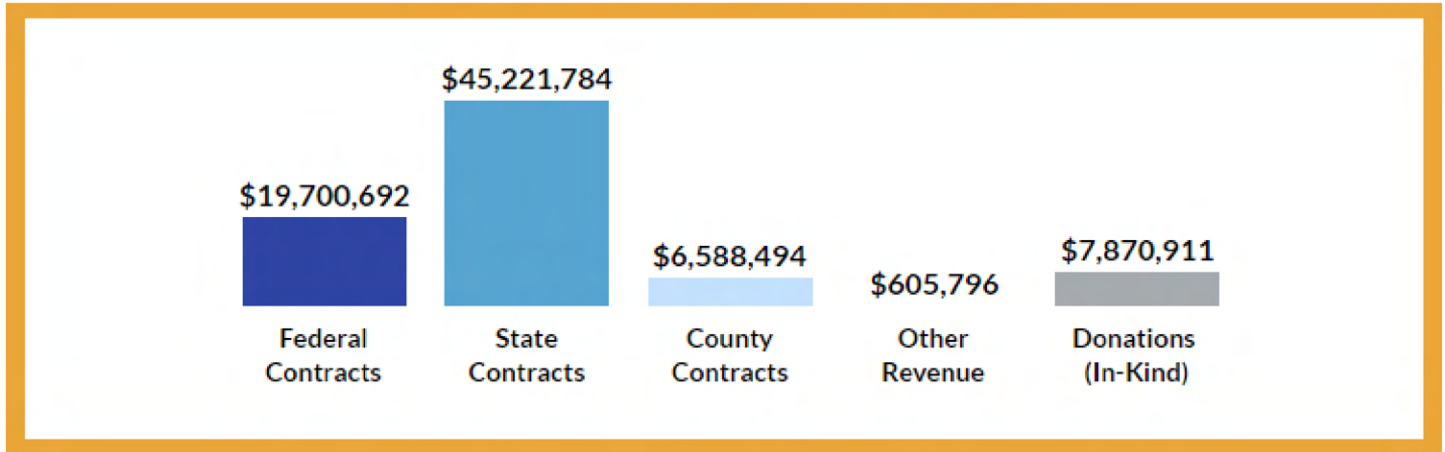 $45,221,784
$19,700,692
$6,588,494
$605,796
$7,870,911
Federal
Contracts
State
Contracts
County
Contracts
Other
Revenue
Donations
(In-Kind)